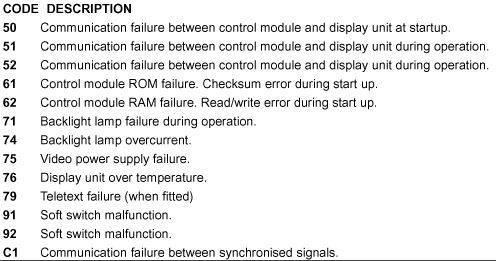 CODE DESCRIPTION
50 Communication failure between control module and display unit at startup.
51 Communication failure between control module and display unit during operation.
52 Communication failure between control module and display unit during operation.
61 Control module ROM failure. Checksum error during start up.
62 Control module RAM failure. Read/write error during start up.
71 Backlight lamp failure during operation.
74 Backlight lamp overcurrent.
75 Video power supply failure.
76 Display unit over temperature.
79 Teletext failure (when fitted)
91 Soft switch malfunction.
92 Soft switch malfunction.
C1 Communication failure between synchronised signals.